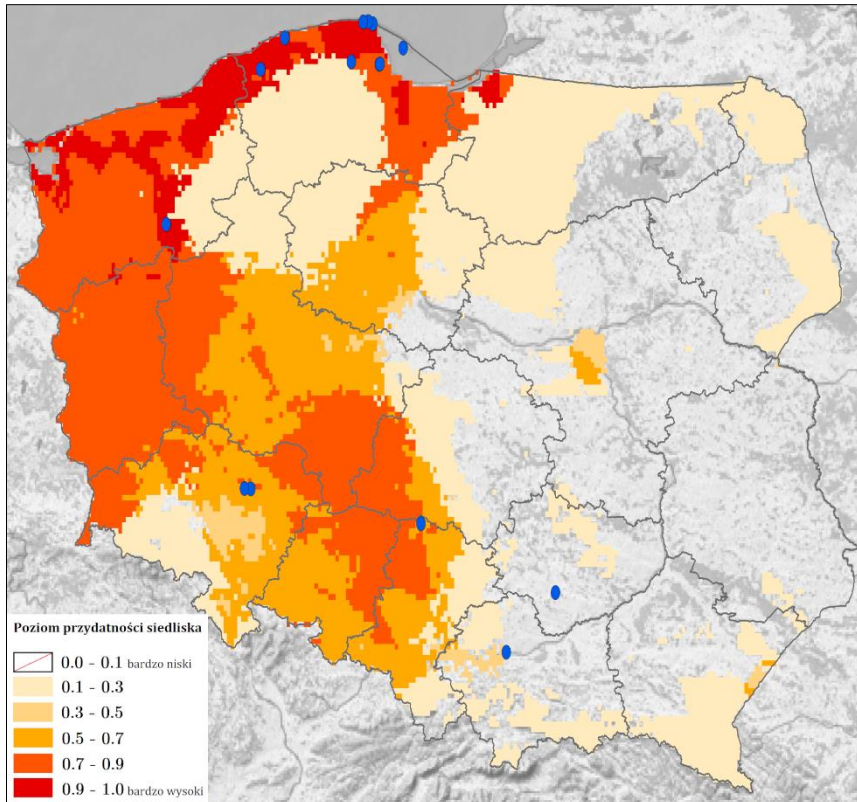 Poziom przydatności siedliska
0.0 - 0.1 bardzo niski
0.1 - 0.3
0.3 - 0.5
0.5 - 0.7
0.7 - 0.9
0.9 - 1.0 bardzo wysoki